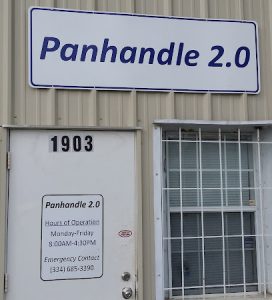 Panhandle 2.0
1903
Panhandle 2.0
Hours of Operation
Monday-Friday
8:00AM-4:30PM
Emergency Contact
(334) 685-3390